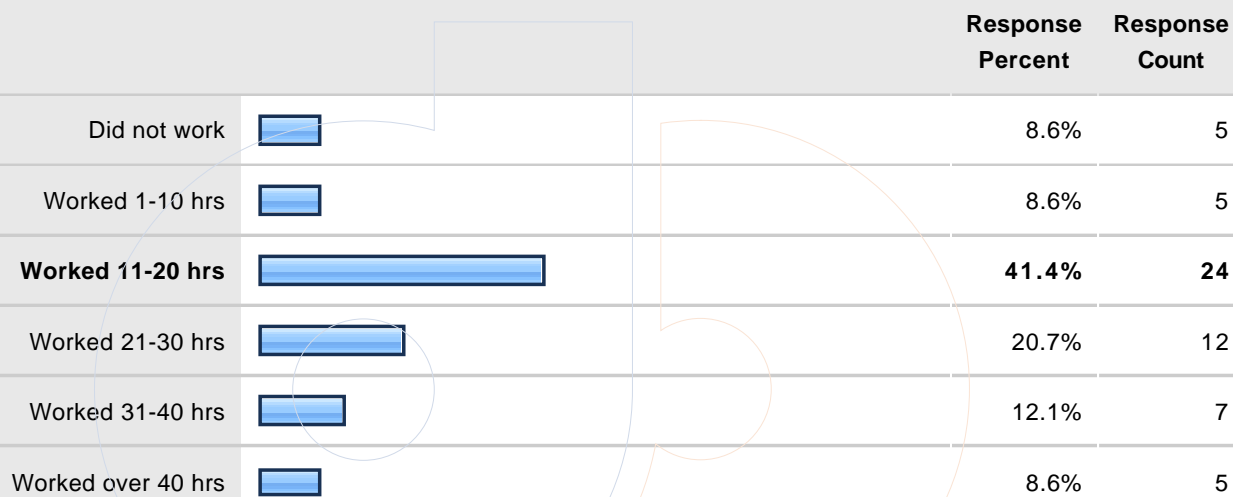 Response Response
Percent Count
Did not work 8.6% 5
Worked 1-10 hrs 8.6% 5
Worked 11-20 hrs 41.4% 24
Worked 21-30 hrs 20.7% 12
Worked 31-40 hrs 12.1% 7
Worked over 40 hrs 8.6% 5